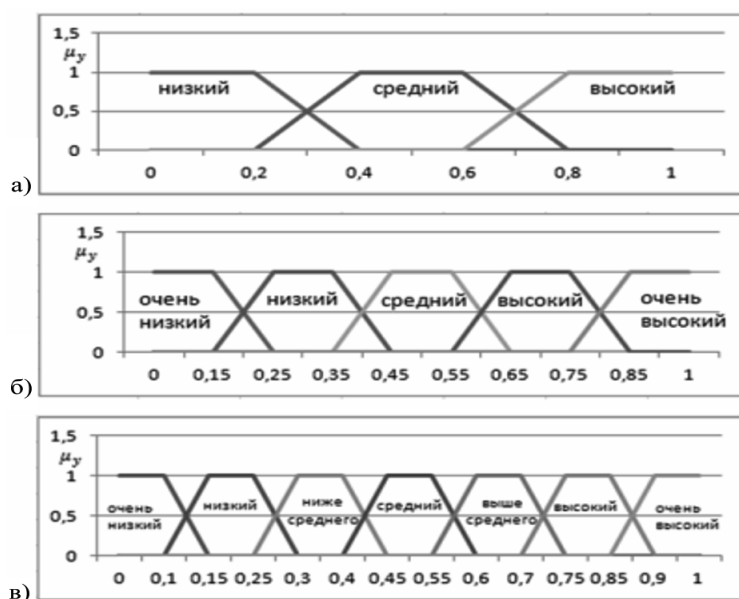 1,5
μy
1
низкий средний высокий
0,5
0
а)
0 0,2 0,4 0,6 0,8 1
1,5
μy
1
очень низкий низкий средний высокий очень высокий
0,5
0
б)
0 0,15 0,25 0,35 0,45 0,55 0,65 0,75 0,85 1
1,5
μy
1
очень низкий низкий ниже среднего средний выше среднего высокий очень высокий
0,5
0
в)
0 0,1 0,15 0,25 0,3 0,4 0,45 0,55 0,6 0,7 0,75 0,85 0,9 1